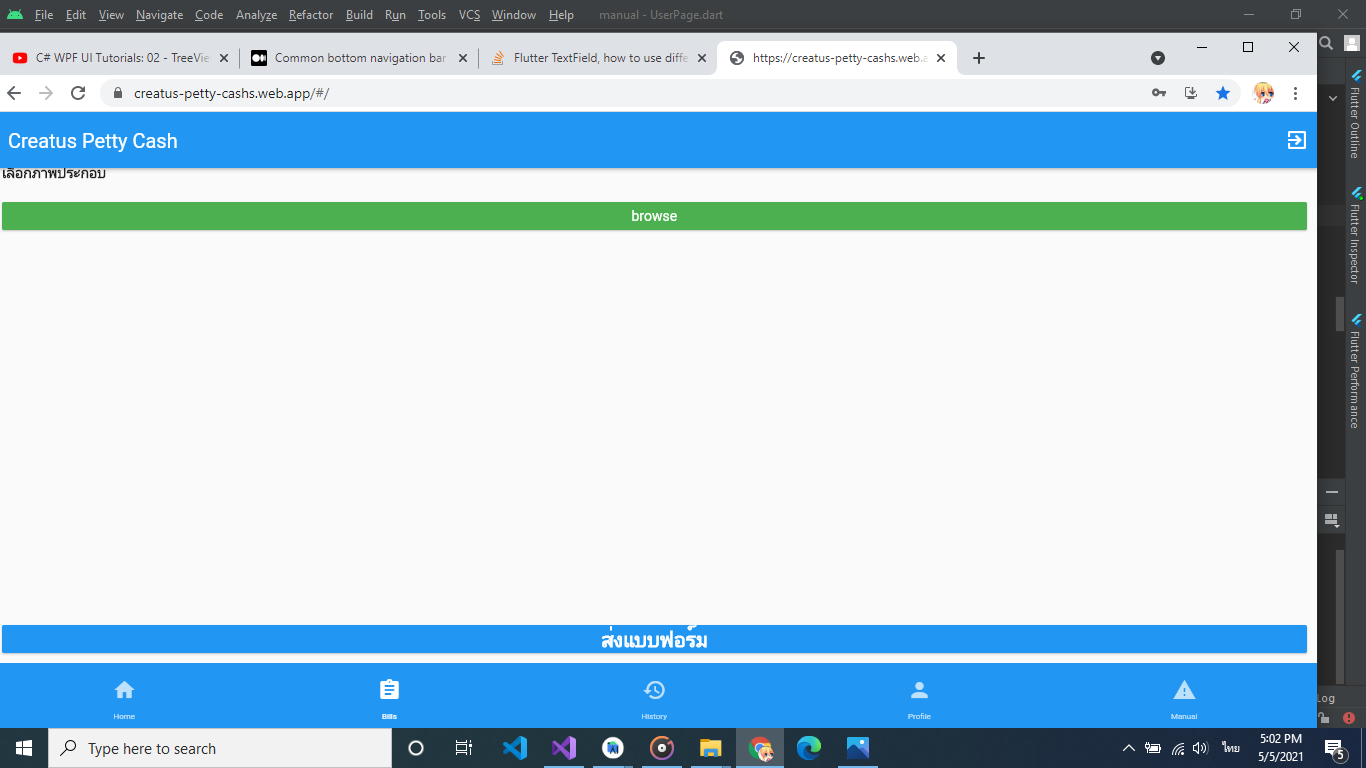 File Edit View Navigate Code Analyze Refactor Build Run Tools VCS Window Help manual - UserPage.dart
C# WPF UI Tutorials: 02 - TreeVie
Common bottom navigation bar
Flutter TextField, how to use diffe
https://creatus-petty-cashs.web.a
creatus-petty-cashs.web.app/#/
Creatus Petty Cash
เลือกภาพประกอบ
browse
ส่งแบบฟอร์ม
Home
Bills
History
Profile
Manual
Flutter Outline
Flutter Inspector
Flutter Performance
Log
Type here to search
ไทย
5:02 PM
5/5/2021
5